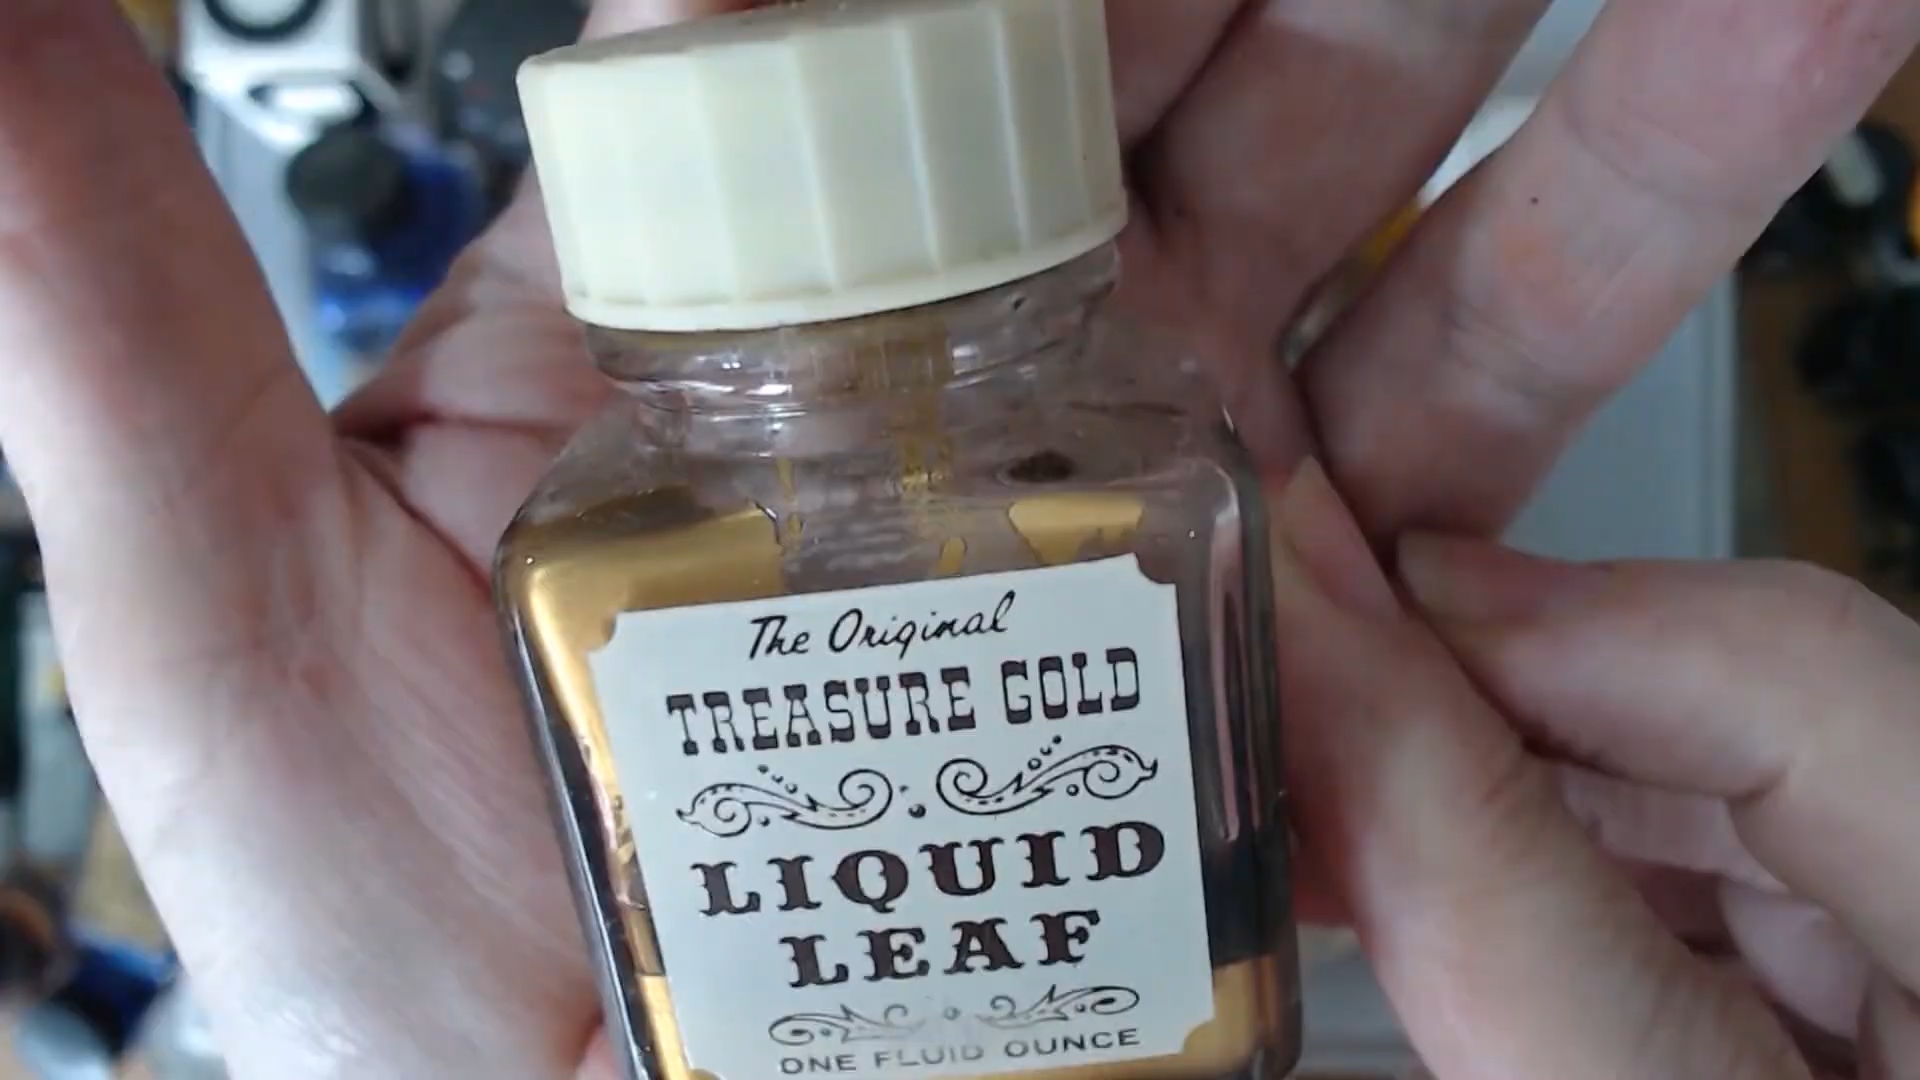 The Original
TREASURE GOLD
LIQUID
LEAF
ONE FLUID OUNCE